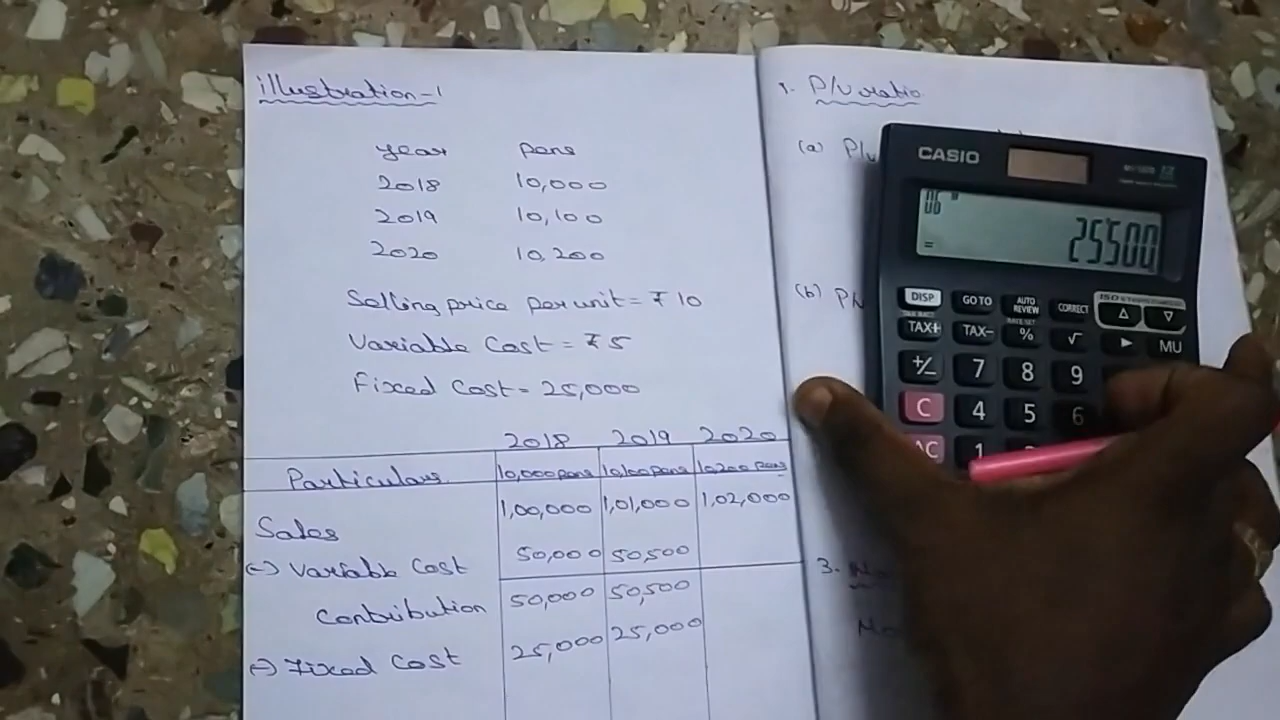 illustration-1
year pens
2018 10,000
2019 10,100
2020 10,200
Selling price per unit = ₹ 10
Variable Cost = ₹ 5
Fixed Cost = 25,000
2018 2019 2020
Particulars 10,000 pens 10,100 pens 10,200 pens
Sales 1,00,000 1,01,000 1,02,000
(-) Variable Cost 50,000 50,500
Contribution 50,000 50,500
(-) Fixed Cost 25,000 25,000
1. P/V ratio
(a) P/v
(b) P/v
3.
CASIO
25500
=
DISP GO TO AUTO REVIEW CORRECT △ ▽
TAX+ TAX- % √ ▶ MU
+/- 7 8 9
C 4 5 6
AC 1